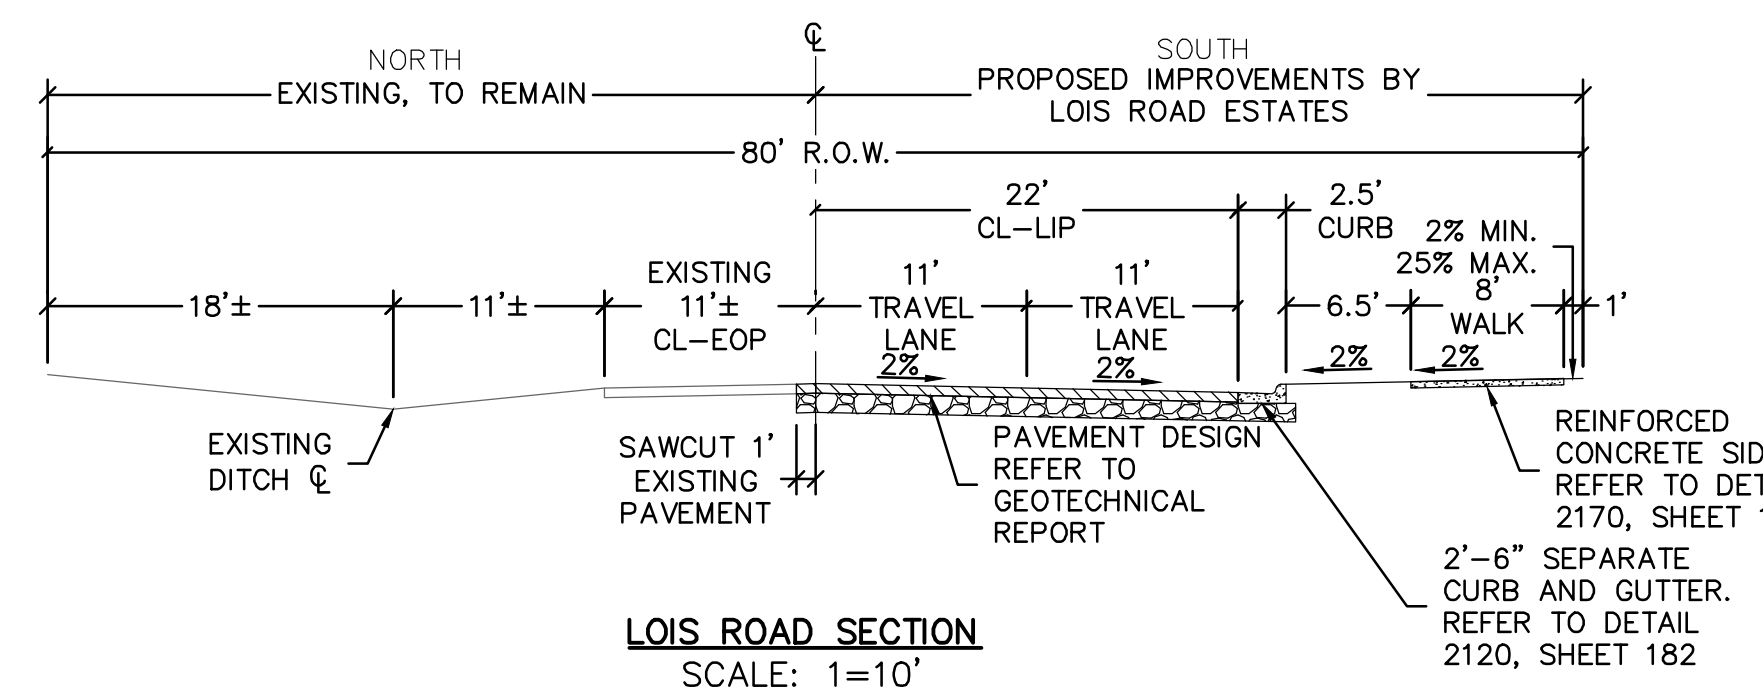 NORTH
EXISTING, TO REMAIN
℄
SOUTH
PROPOSED IMPROVEMENTS BY
LOIS ROAD ESTATES
80' R.O.W.
22'
CL-LIP
2.5'
CURB
2% MIN.
25% MAX.
18'±
11'±
EXISTING
11'±
CL-EOP
11'
TRAVEL
LANE
2%
11'
TRAVEL
LANE
2%
6.5'
2%
8'
WALK
2%
1'
EXISTING
DITCH ℄
SAWCUT 1'
EXISTING
PAVEMENT
PAVEMENT DESIGN
REFER TO
GEOTECHNICAL
REPORT
REINFORCED
CONCRETE
REFER TO
2170, SHEET
2'-6" SEPARATE
CURB AND GUTTER.
REFER TO DETAIL
2120, SHEET 182
LOIS ROAD SECTION
SCALE: 1=10'